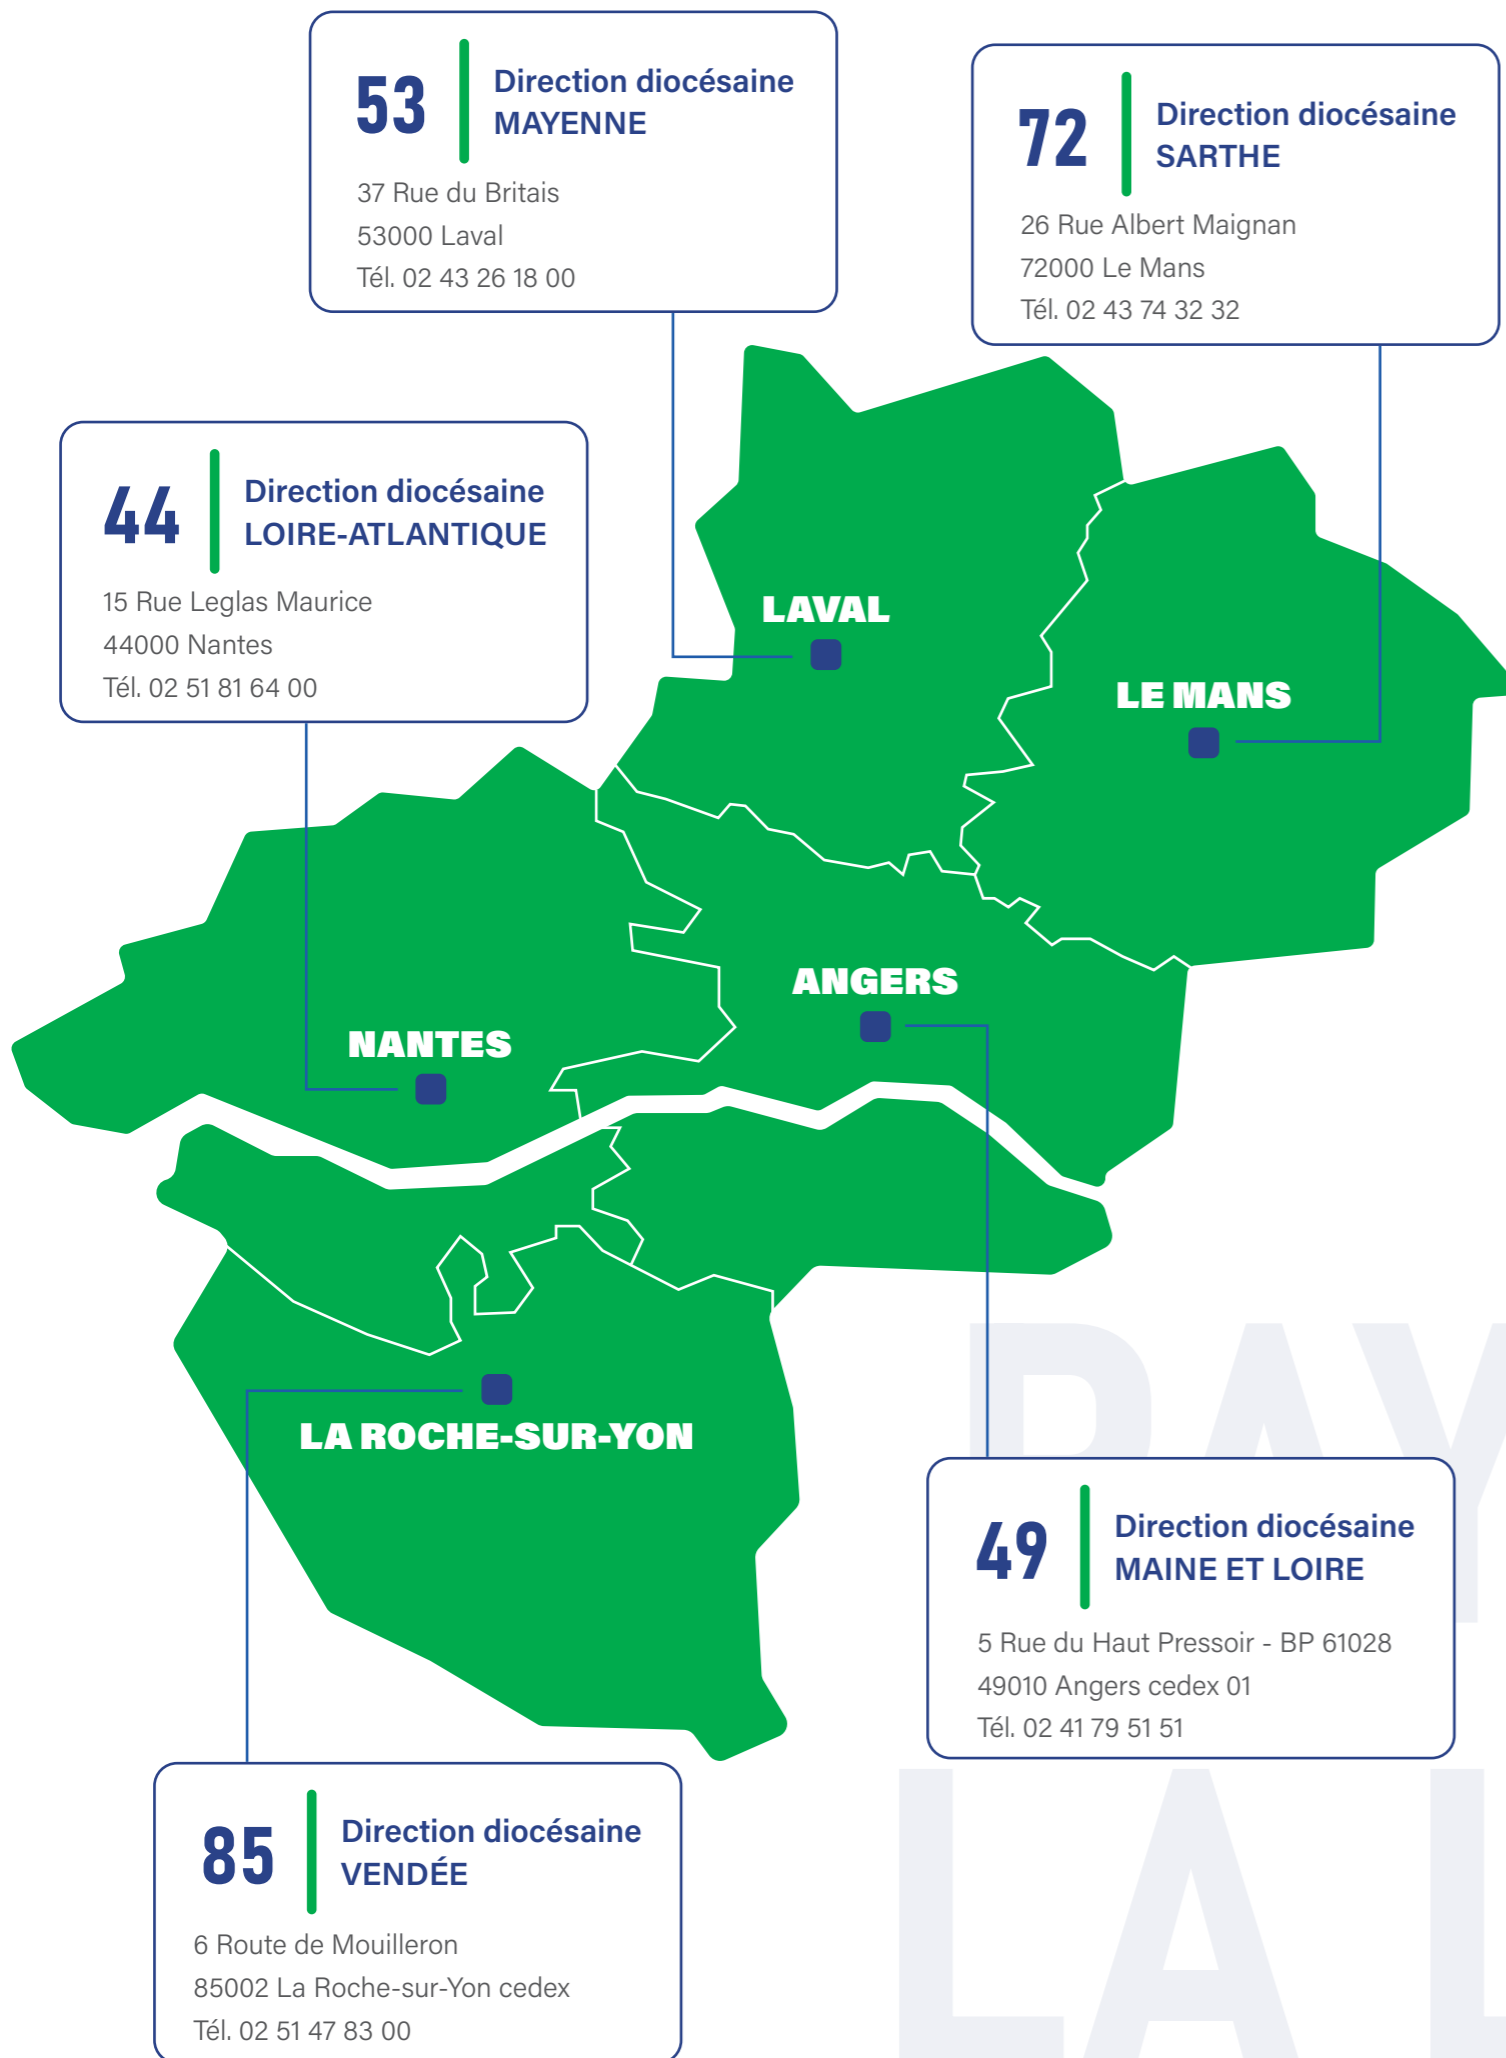 53
Direction diocésaine
MAYENNE
37 Rue du Britais
53000 Laval
Tél. 02 43 26 18 00
72
Direction diocésaine
SARTHE
26 Rue Albert Maignan
72000 Le Mans
Tél. 02 43 74 32 32
44
Direction diocésaine
LOIRE-ATLANTIQUE
15 Rue Leglas Maurice
44000 Nantes
Tél. 02 51 81 64 00
LAVAL
LE MANS
ANGERS
NANTES
LA ROCHE-SUR-YON
PAY
49
Direction diocésaine
MAINE ET LOIRE
5 Rue du Haut Pressoir - BP 61028
49010 Angers cedex 01
Tél. 02 41 79 51 51
85
Direction diocésaine
VENDÉE
6 Route de Mouilleron
85002 La Roche-sur-Yon cedex
Tél. 02 51 47 83 00
LA L